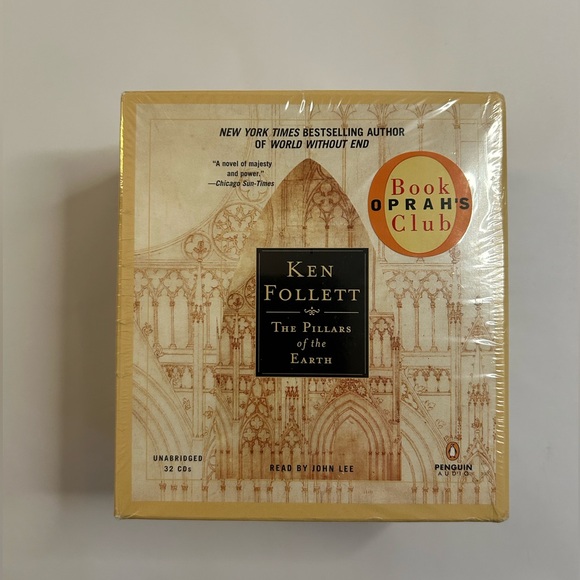 NEW YORK TIMES BESTSELLING AUTHOR
OF WORLD WITHOUT END
"A novel of majesty
and power."
—Chicago Sun-Times
Book
OPRAH'S
Club
KEN
FOLLETT
THE PILLARS
of the
EARTH
UNABRIDGED
32 CDs
READ BY JOHN LEE
PENGUIN
AUDIO